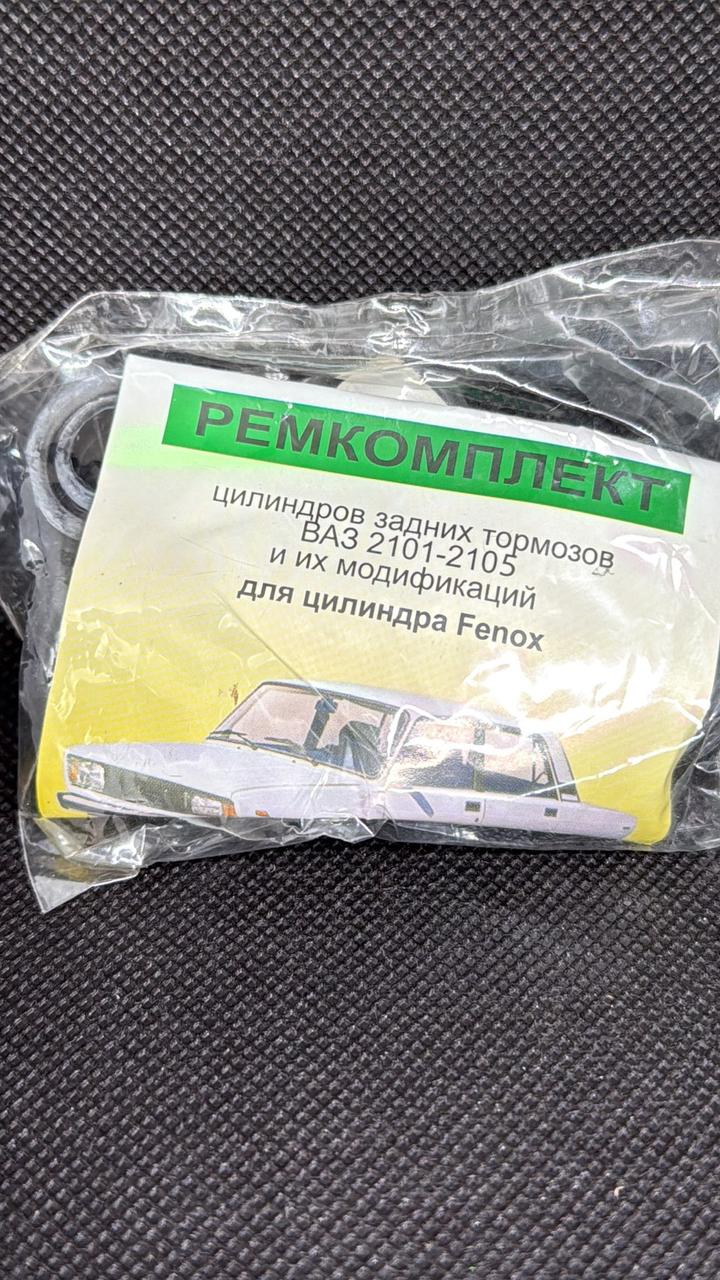 РЕМКОМПЛЕКТ
цилиндров задних тормозов
ВАЗ 2101-2105
и их модификаций
для цилиндра Fenox